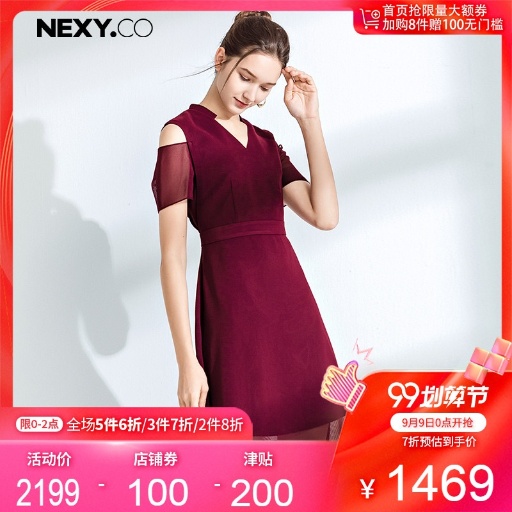 NEXY.CO
首页抢限量大额券
加购8件赠100无门槛
99划算节
9月9日0点开抢
限0-2点 全场5件6折/3件7折/2件8折
7折预估到手价
活动价 店铺券 津贴
2199 - 100 - 200
¥ 1469